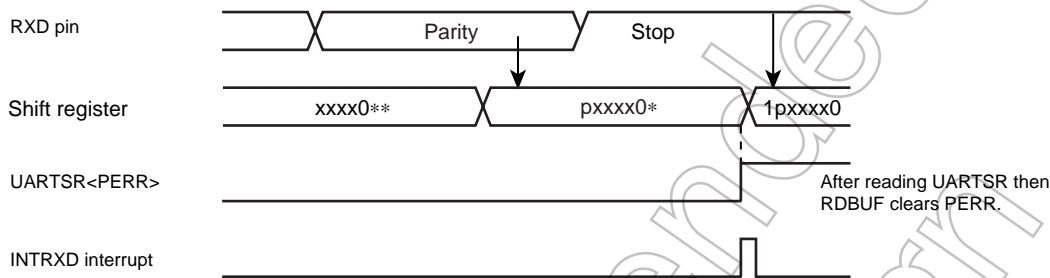 RXD pin
Parity
Stop
Shift register
xxxx0**
pxxxx0*
1pxxxx0
UARTSR<PERR>
After reading UARTSR then
RDBUF clears PERR.
INTRXD interrupt